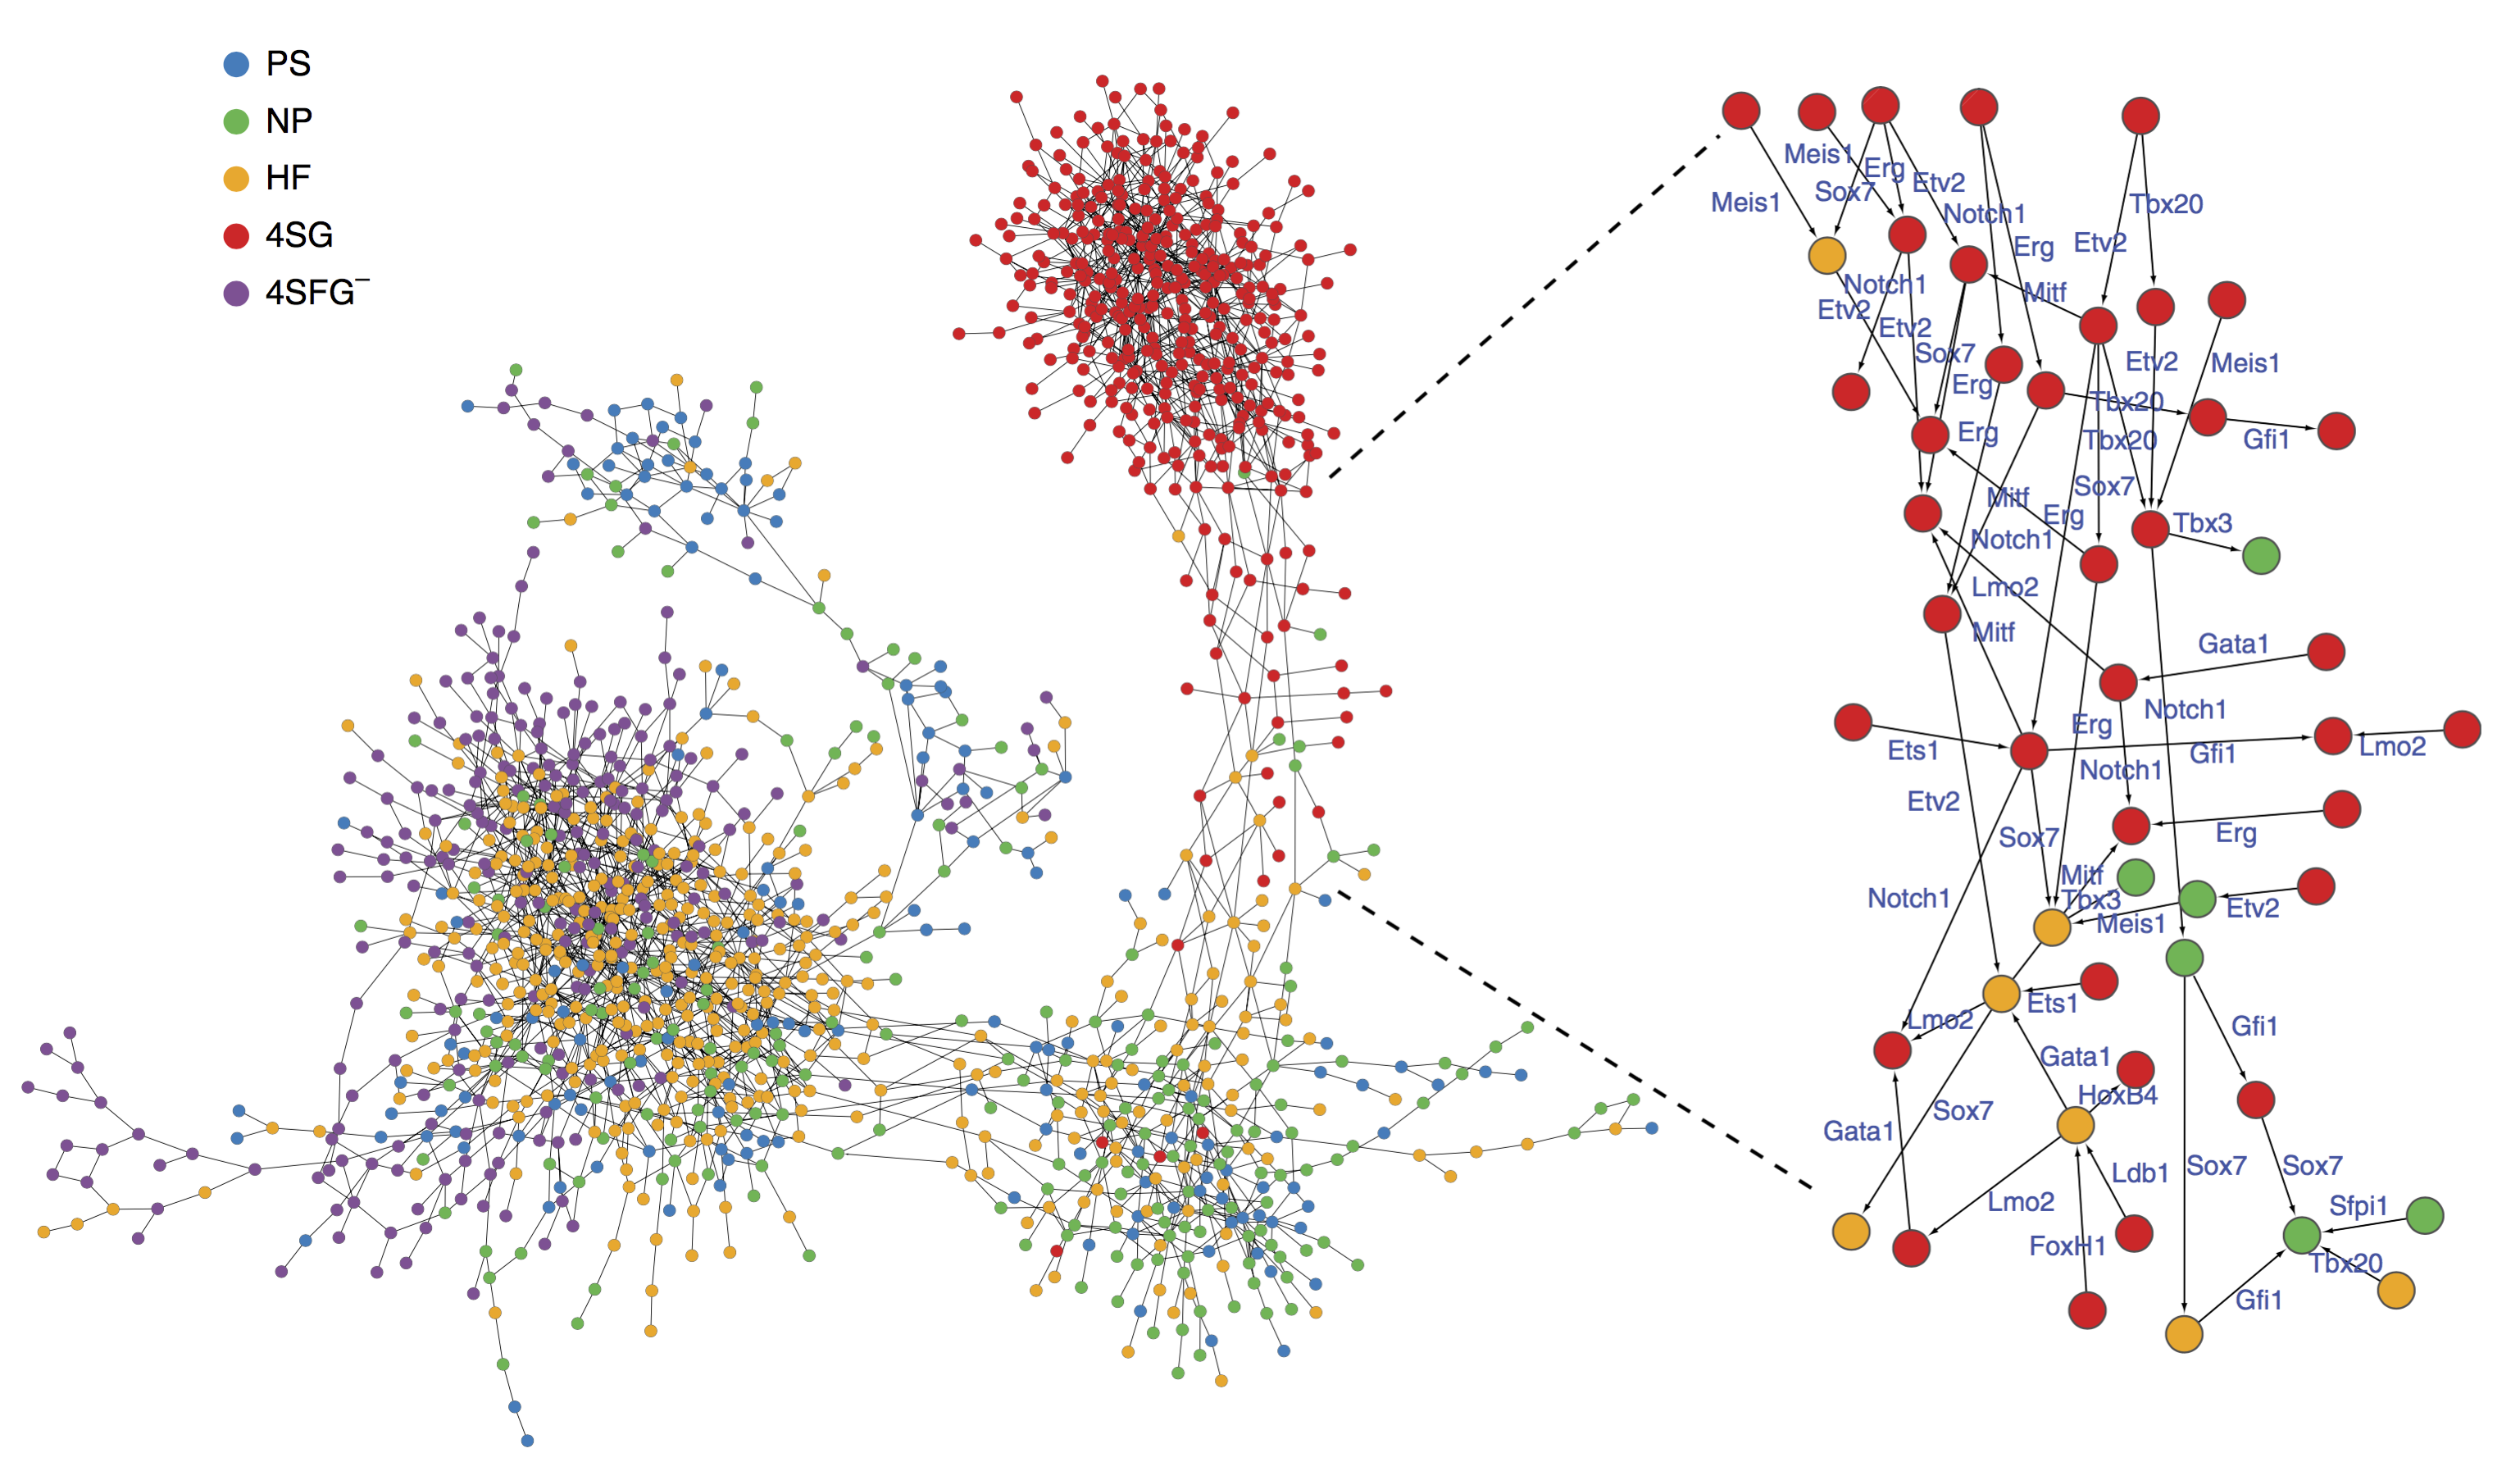 PS
NP
HF
4SG
4SFG⁻
Meis1
Erg
Etv2
Sox7
Meis1
Tbx20
Notch1
Erg
Etv2
Notch1
Mitf
Etv2
Etv2
Sox7
Etv2
Meis1
Erg
Tbx20
Erg
Tbx20
Gfi1
Sox7
Mitf
Erg
Tbx3
Notch1
Lmo2
Mitf
Gata1
Notch1
Erg
Ets1
Gfi1
Lmo2
Notch1
Etv2
Sox7
Erg
Mitf
Tbx3
Notch1
Etv2
Meis1
Ets1
Lmo2
Gfi1
Gata1
HoxB4
Sox7
Gata1
Sox7
Sox7
Ldb1
Lmo2
Sfpi1
FoxH1
Tbx20
Gfi1